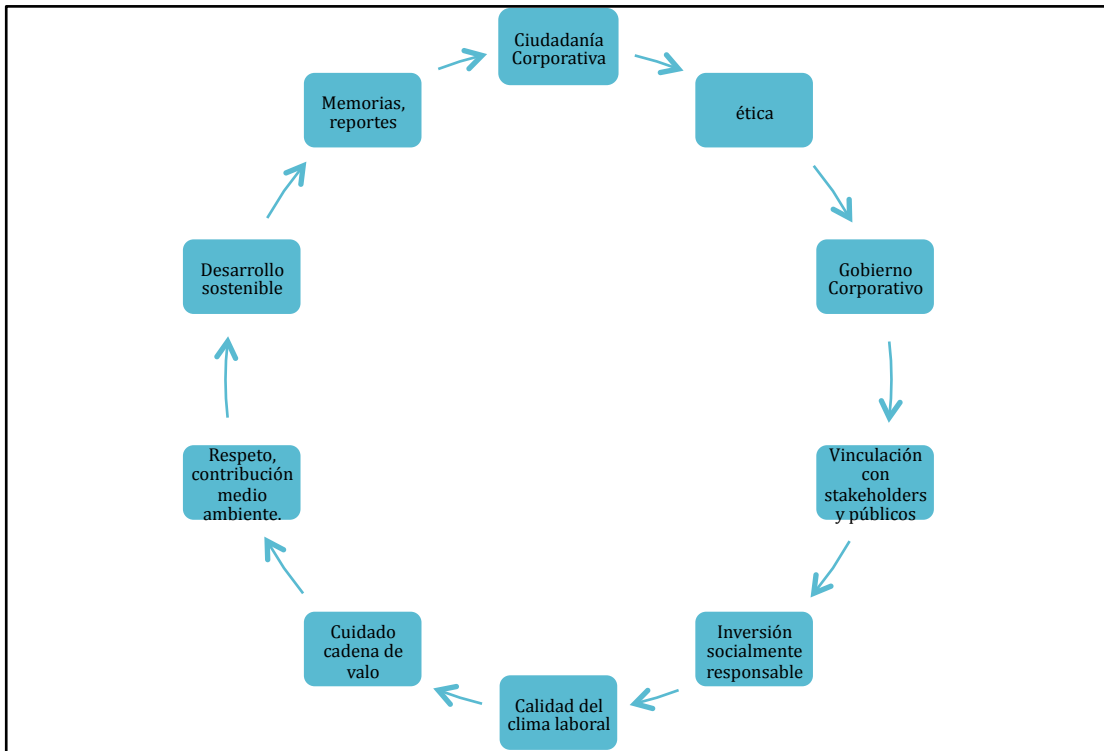 Ciudadanía
Corporativa
ética
Gobierno
Corporativo
Vinculación
con
stakeholders
y públicos
Inversión
socialmente
responsable
Calidad del
clima laboral
Cuidado
cadena de
valo
Respeto,
contribución
medio
ambiente.
Desarrollo
sostenible
Memorias,
reportes